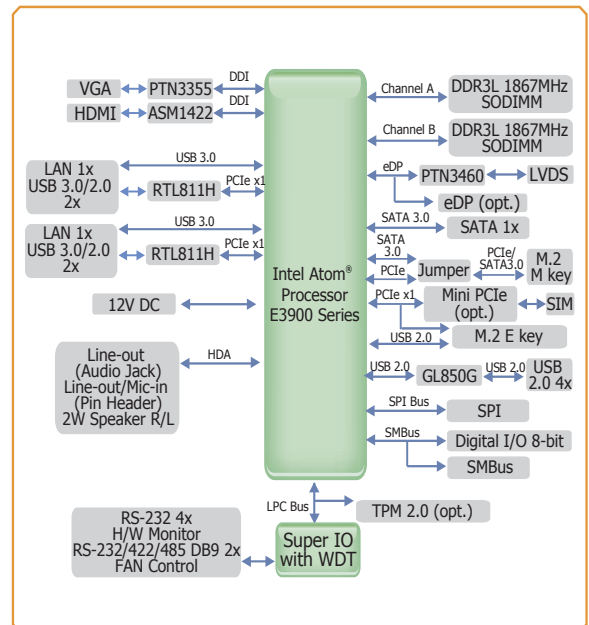 VGA
PTN3355
DDI
HDMI
ASM1422
DDI
LAN 1x
USB 3.0/2.0
2x
USB 3.0
RTL811H
PCIe x1
LAN 1x
USB 3.0/2.0
2x
USB 3.0
RTL811H
PCIe x1
12V DC
Line-out
(Audio Jack)
Line-out/Mic-in
(Pin Header)
2W Speaker R/L
HDA
Intel Atom®
Processor
E3900 Series
Channel A
DDR3L 1867MHz
SODIMM
Channel B
DDR3L 1867MHz
SODIMM
eDP
PTN3460
LVDS
eDP (opt.)
SATA 3.0
SATA 1x
SATA
3.0
PCIe
Jumper
PCIe/
SATA3.0
M.2
M key
PCIe x1
Mini PCIe
(opt.)
SIM
M.2 E key
USB 2.0
USB 2.0
GL850G
USB 2.0
USB
2.0 4x
SPI Bus
SPI
SMBus
Digital I/O 8-bit
SMBus
LPC Bus
TPM 2.0 (opt.)
RS-232 4x
H/W Monitor
RS-232/422/485 DB9 2x
FAN Control
Super IO
with WDT